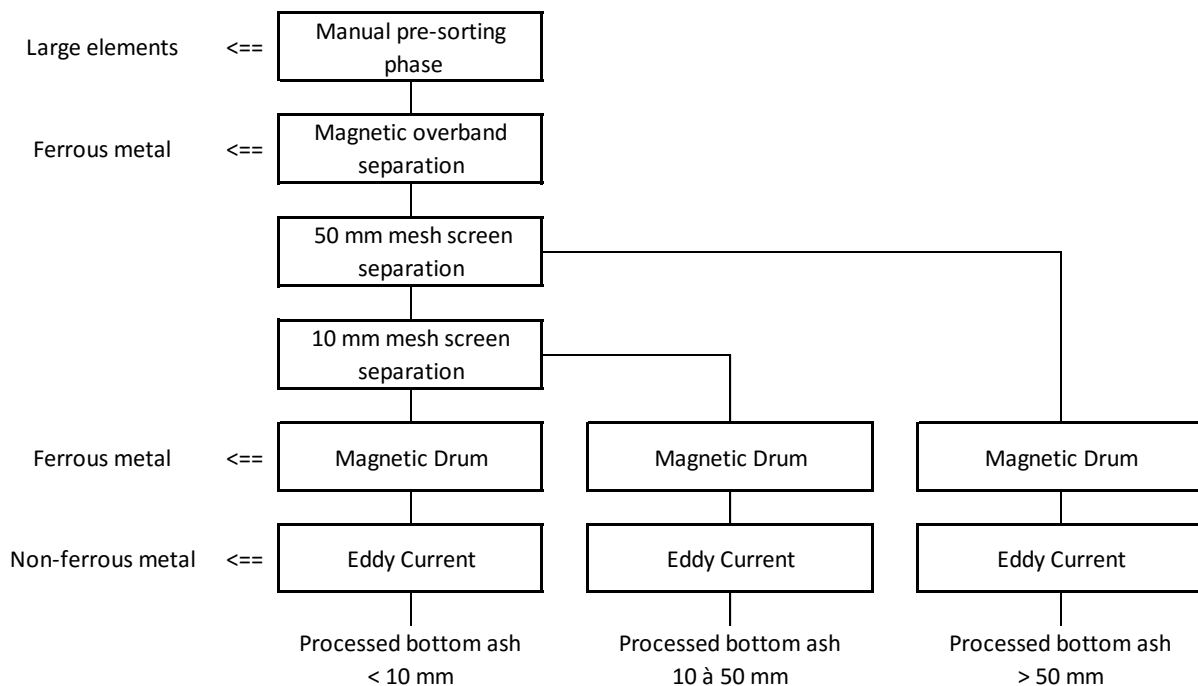 Large elements <== Manual pre-sorting
phase
Ferrous metal <== Magnetic overband
separation
50 mm mesh screen
separation
10 mm mesh screen
separation
Ferrous metal <== Magnetic Drum Magnetic Drum Magnetic Drum
Non-ferrous metal <== Eddy Current Eddy Current Eddy Current
Processed bottom ash Processed bottom ash Processed bottom ash
< 10 mm 10 à 50 mm > 50 mm